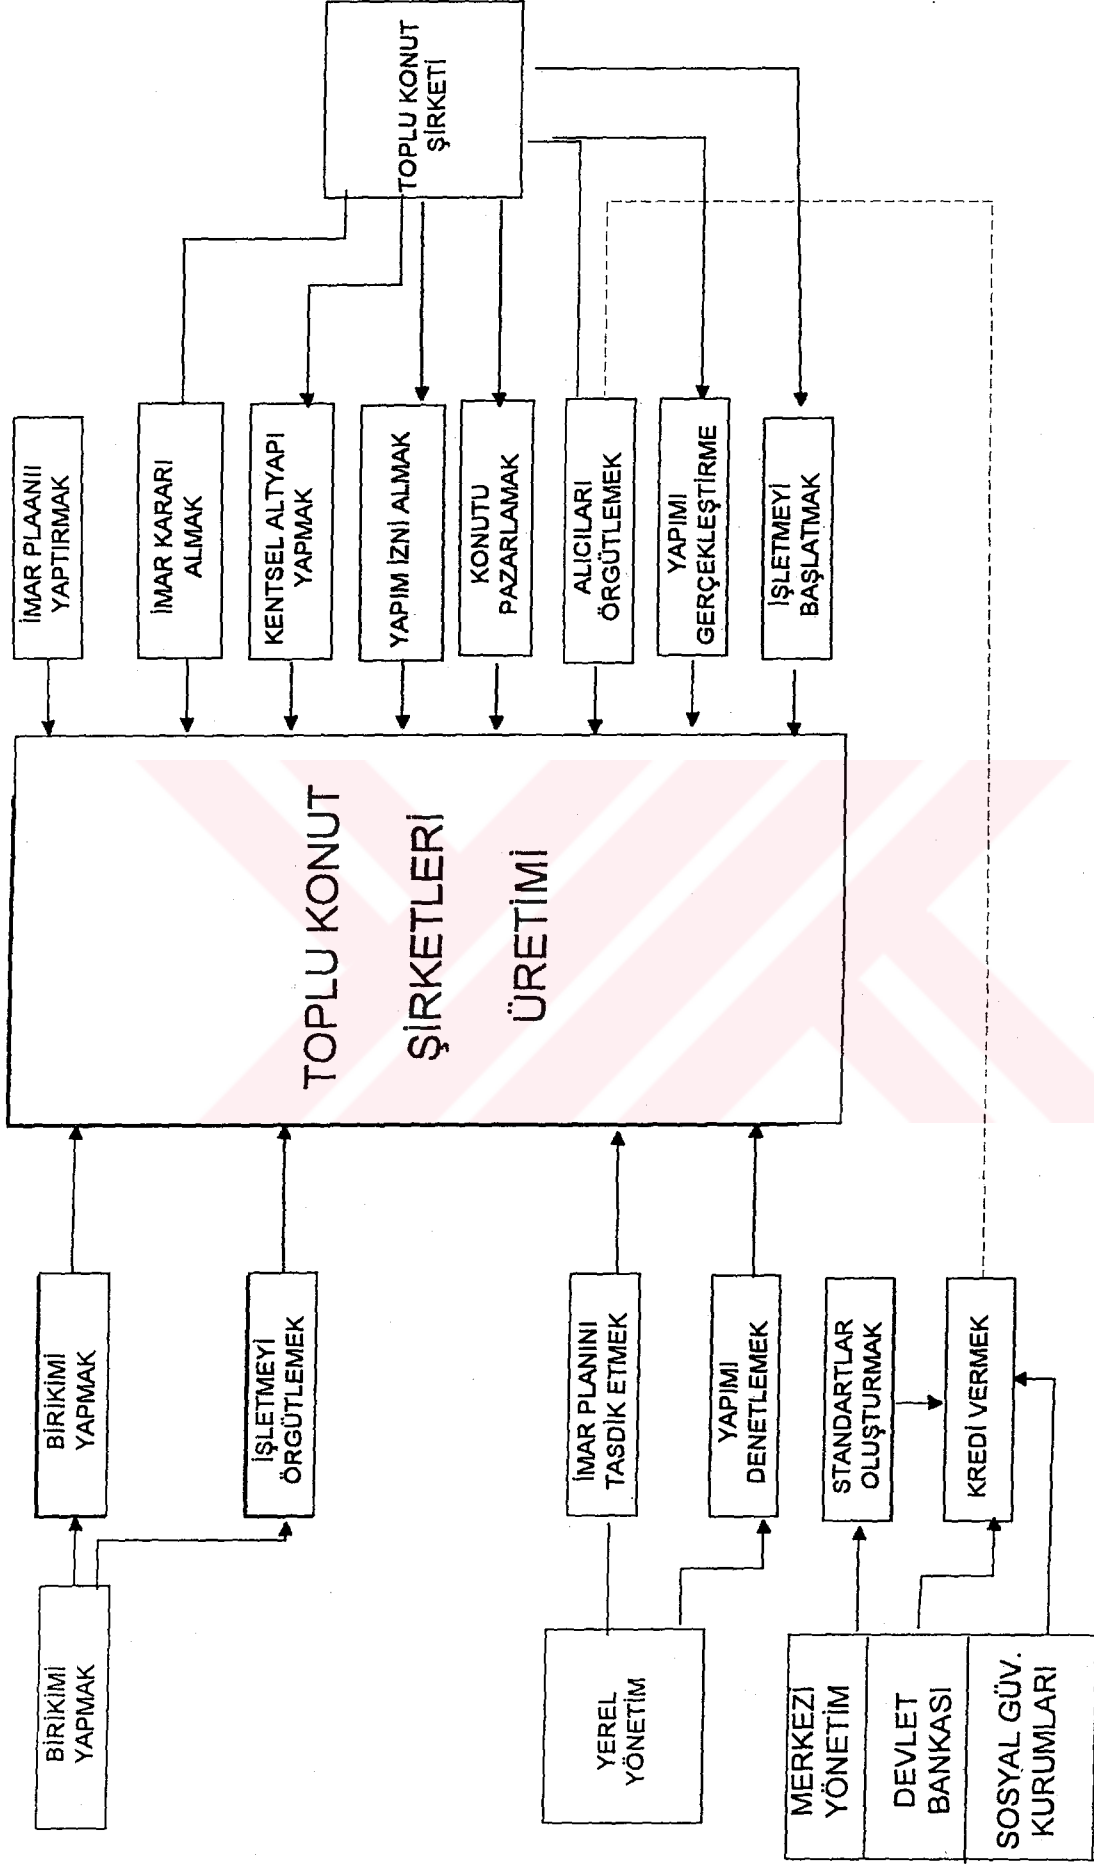 BİRİKİMİ
YAPMAK
BİRİKİMİ
YAPMAK
İŞLETMEYİ
ÖRGÜTLEMEK
YEREL
YÖNETİM
İMAR PLANINI
TASDİK ETMEK
YAPIMI
DENETLEMEK
MERKEZİ
YÖNETİM
DEVLET
BANKASI
SOSYAL GÜV.
KURUMLARI
STANDARTLAR
OLUŞTURMAK
KREDİ VERMEK
TOPLU KONUT
ŞİRKETLERİ
ÜRETİMİ
İMAR PLAANII
YAPTIRMAK
İMAR KARARI
ALMAK
KENTSEL ALTYAPI
YAPMAK
YAPIM İZNİ ALMAK
KONUTU
PAZARLAMAK
ALICILARI
ÖRGÜTLEMEK
YAPIMI
GERÇEKLEŞTİRME
İŞLETMEYİ
BAŞLATMAK
TOPLU KONUT
ŞİRKETİ